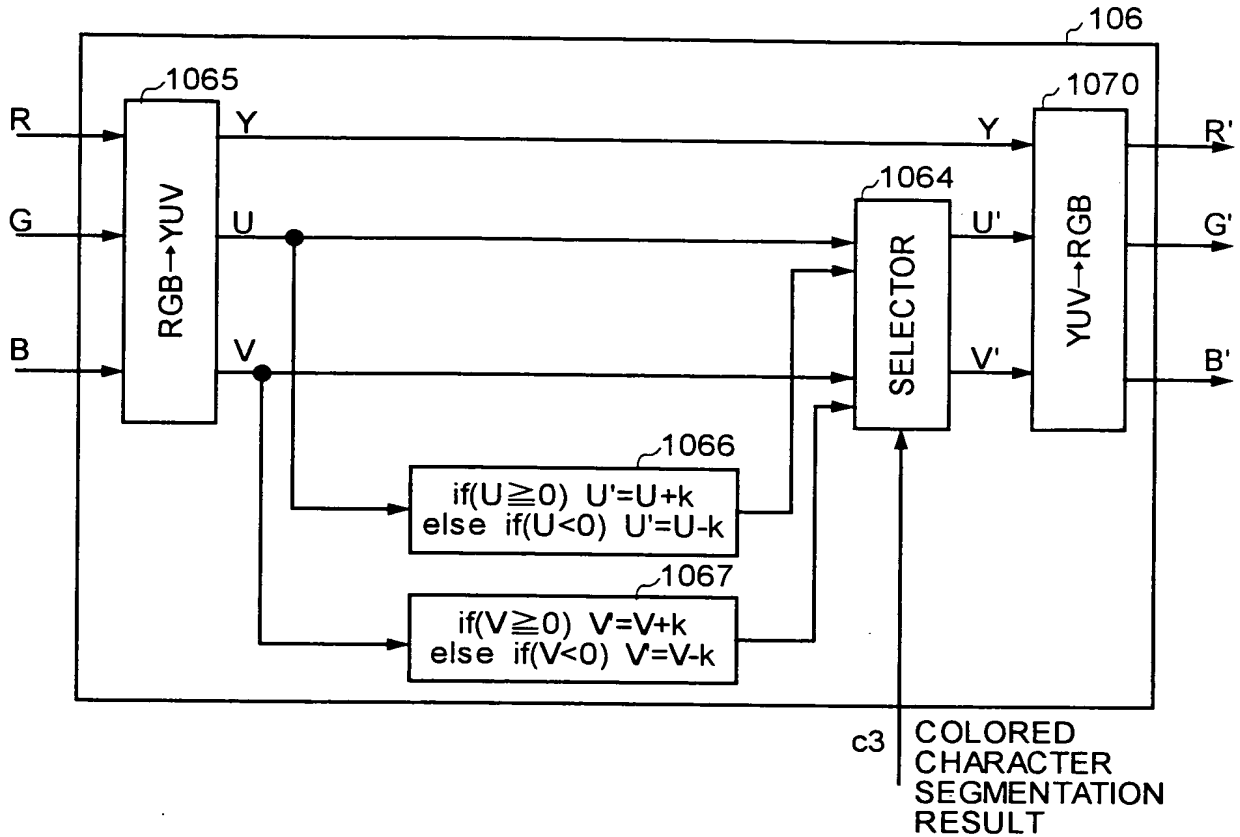 106
1065
1070
R
Y
Y
R'
1064
G
U
U'
G'
RGB→YUV
SELECTOR
YUV→RGB
B
V
V'
B'
1066
if(U≧0) U'=U+k
else if(U<0) U'=U-k
1067
if(V≧0) V'=V+k
else if(V<0) V'=V-k
c3
COLORED
CHARACTER
SEGMENTATION
RESULT